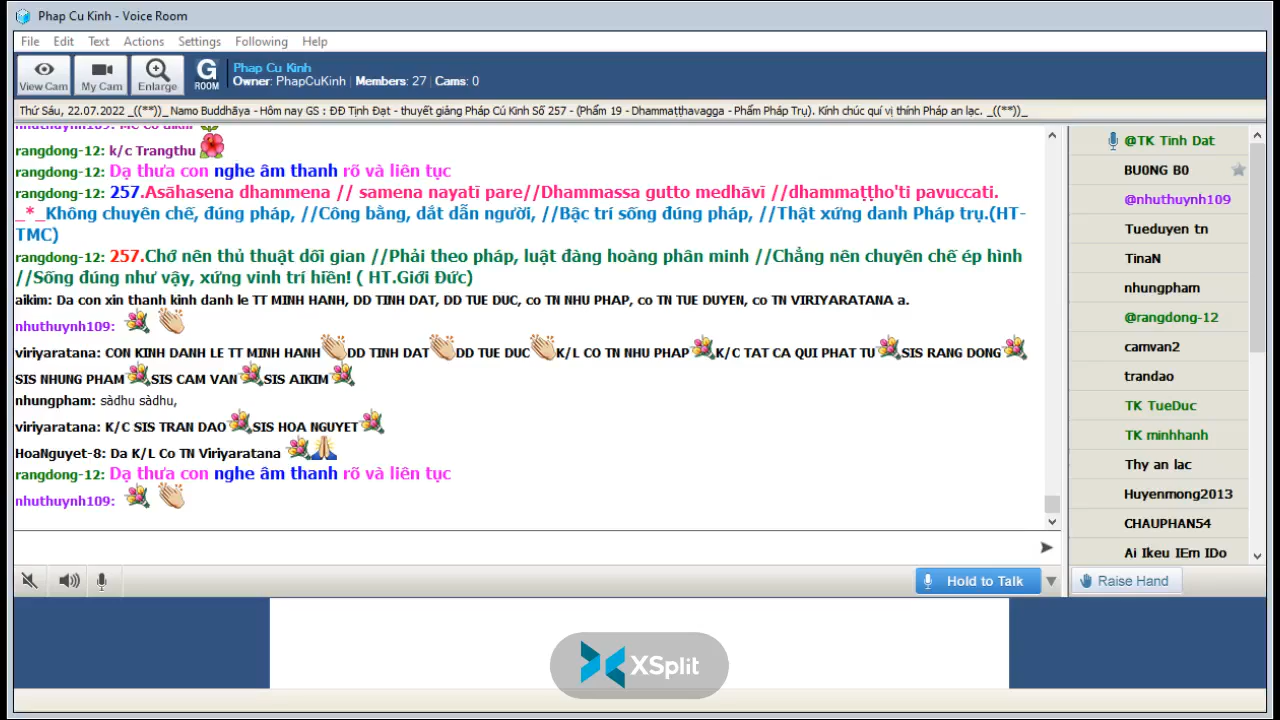 Phap Cu Kinh - Voice Room
File Edit Text Actions Settings Following Help
View Cam My Cam Enlarge G ROOM Phap Cu Kinh
Owner: PhapCuKinh | Members: 27 | Cams: 0
Thứ Sáu, 22.07.2022 _((**))_ Namo Buddhāya - Hôm nay GS : ĐĐ Tịnh Đạt - thuyết giảng Pháp Cú Kinh Số 257 - (Phẩm 19 - Dhammaṭṭhavagga - Phẩm Pháp Trụ). Kính chúc quí vị thính Pháp an lạc. _((**))_
rangdong-12: k/c Trangthu
rangdong-12: Dạ thưa con nghe âm thanh rõ và liên tục
rangdong-12: 257.Asāhasena dhammena // samena nayatī pare//Dhammassa gutto medhāvī //dhammaṭṭho'ti pavuccati.
_*_Không chuyên chế, đúng pháp, //Công bằng, dắt dẫn người, //Bậc trí sống đúng pháp, //Thật xứng danh Pháp trụ.(HT-
TMC)
rangdong-12: 257.Chớ nên thủ thuật dối gian //Phải theo pháp, luật đàng hoàng phân minh //Chẳng nên chuyên chế ép hình
//Sống đúng như vậy, xứng vinh trí hiền! ( HT.Giới Đức)
aikim: Da con xin thanh kinh danh le TT MINH HANH, DD TINH DAT, DD TUE DUC, co TN NHU PHAP, co TN TUE DUYEN, co TN VIRIYARATANA a.
nhuthuynh109:
viriyaratana: CON KINH DANH LE TT MINH HANH DD TINH DAT DD TUE DUC K/L CO TN NHU PHAP K/C TAT CA QUI PHAT TU SIS RANG DONG
SIS NHUNG PHAM SIS CAM VAN SIS AIKIM
nhungpham: sàdhu sàdhu,
viriyaratana: K/C SIS TRAN DAO SIS HOA NGUYET
HoaNguyet-8: Da K/L Co TN Viriyaratana
rangdong-12: Dạ thưa con nghe âm thanh rõ và liên tục
nhuthuynh109:
@TK Tinh Dat
BU0NG B0
@nhuthuynh109
Tueduyen tn
TinaN
nhungpham
@rangdong-12
camvan2
trandao
TK TueDuc
TK minhhanh
Thy an lac
Huyenmong2013
CHAUPHAN54
Ai Ikeu IEm IDo
Hold to Talk
Raise Hand
XSplit